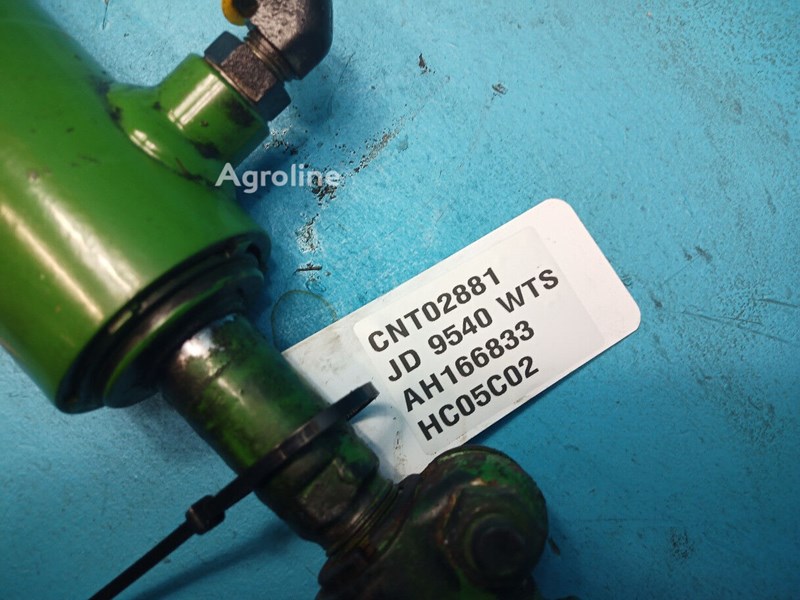 Agroline
CNT02881
JD 9540 WTS
AH166833
HC05C02